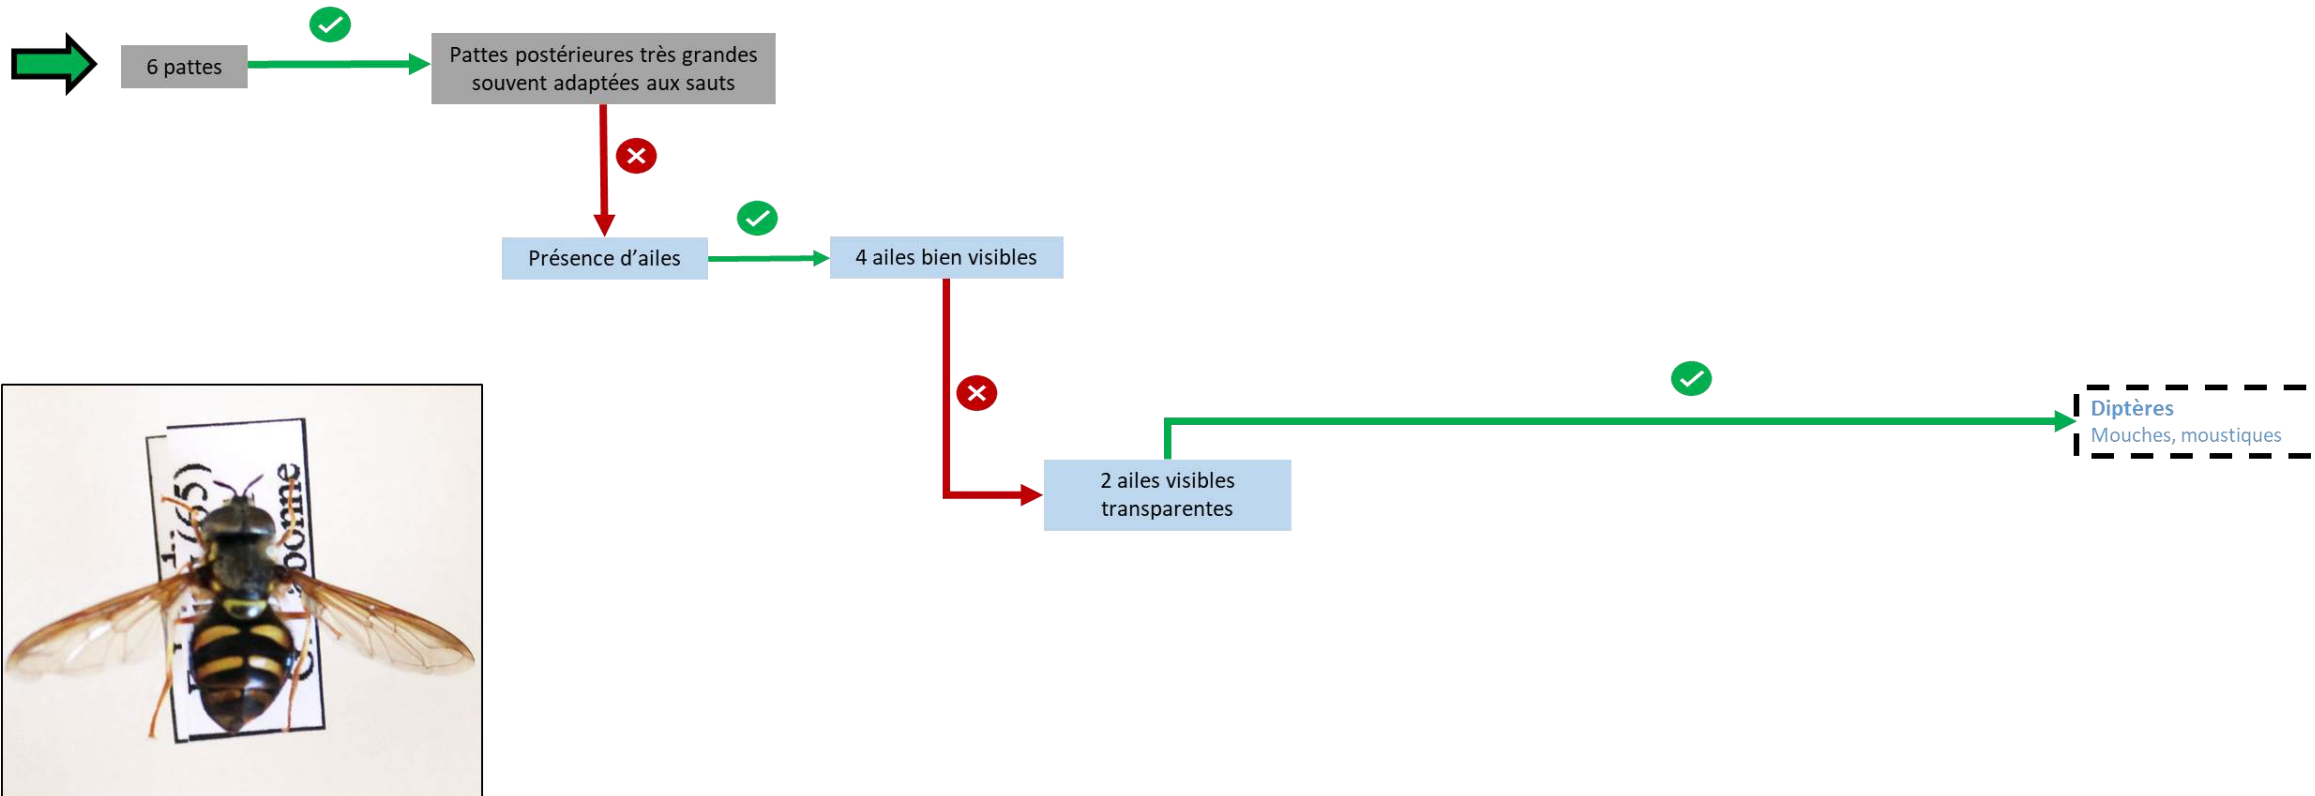 6 pattes
Pattes postérieures très grandes
souvent adaptées aux sauts
Présence d’ailes
4 ailes bien visibles
2 ailes visibles
transparentes
Diptères
Mouches, moustiques